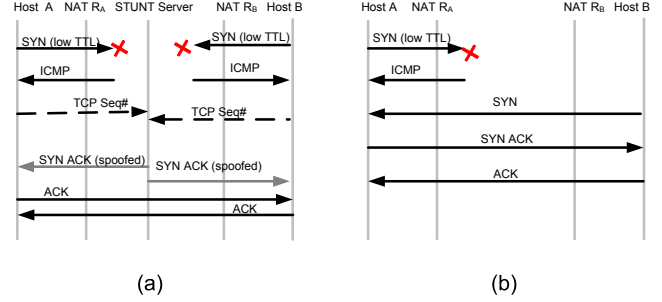 Host A NAT RA STUNT Server NAT RB Host B
SYN (low TTL)
SYN (low TTL)
ICMP
ICMP
TCP Seq#
TCP Seq#
SYN ACK (spoofed)
SYN ACK (spoofed)
ACK
ACK
(a)
Host A NAT RA NAT RB Host B
SYN (low TTL)
ICMP
SYN
SYN ACK
ACK
(b)